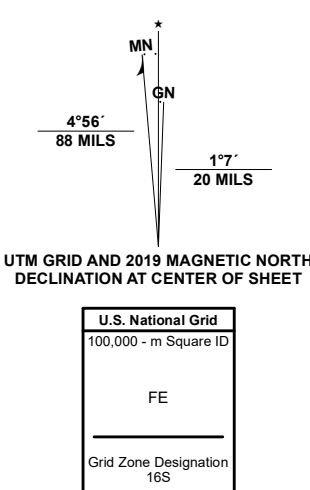 ★
MN
GN
4°56´
88 MILS
1°7´
20 MILS
UTM GRID AND 2019 MAGNETIC NORTH
DECLINATION AT CENTER OF SHEET
U.S. National Grid
100,000 - m Square ID
FE
Grid Zone Designation
16S